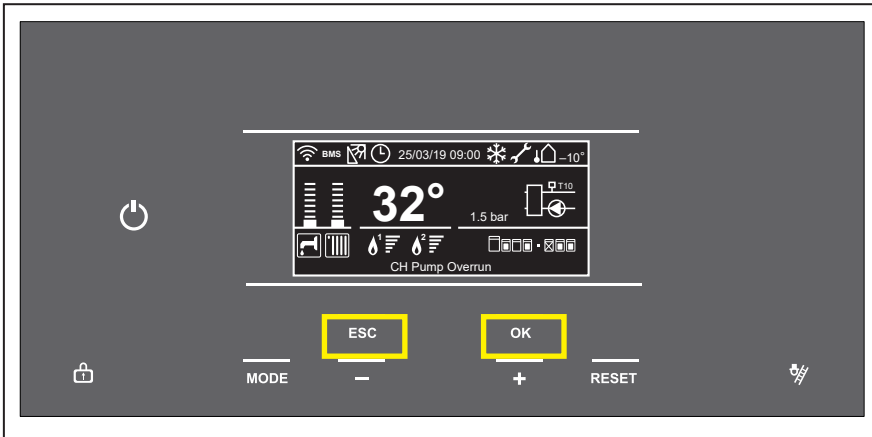 BMS 25/03/19 09:00 –10°
T10
32°
1.5 bar
1 2
CH Pump Overrun
ESC OK
MODE – + RESET